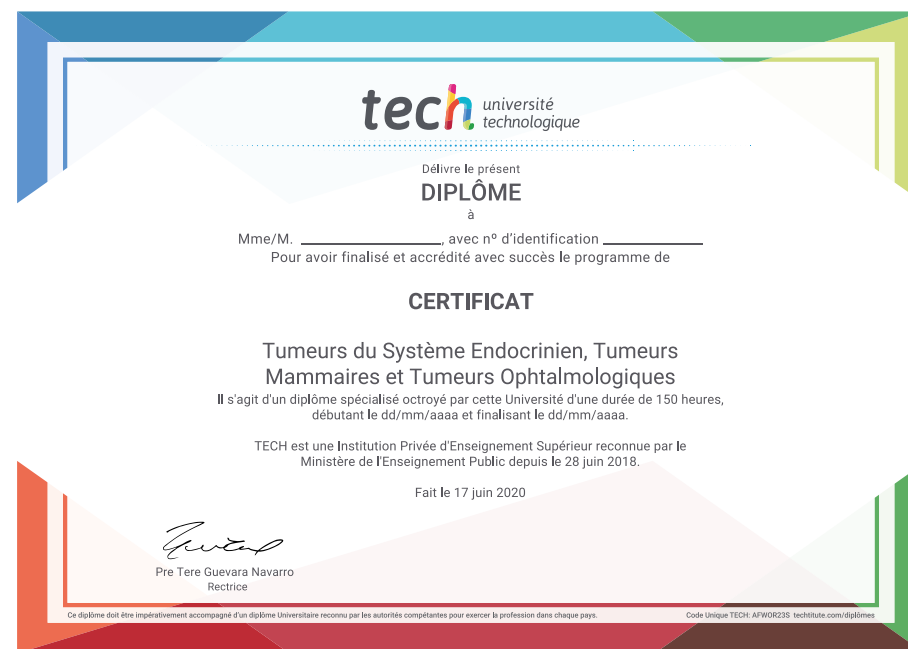 tech université
technologique
Délivre le présent
DIPLÔME
à
Mme/M. ____________________, avec nº d'identification ______________
Pour avoir finalisé et accrédité avec succès le programme de
CERTIFICAT
Tumeurs du Système Endocrinien, Tumeurs
Mammaires et Tumeurs Ophtalmologiques
Il s'agit d'un diplôme spécialisé octroyé par cette Université d'une durée de 150 heures,
débutant le dd/mm/aaaa et finalisant le dd/mm/aaaa.
TECH est une Institution Privée d'Enseignement Supérieur reconnue par le
Ministère de l'Enseignement Public depuis le 28 juin 2018.
Fait le 17 juin 2020
Pre Tere Guevara Navarro
Rectrice
Ce diplôme doit être impérativement accompagné d'un diplôme Universitaire reconnu par les autorités compétentes pour exercer la profession dans chaque pays.
Code Unique TECH: AFWOR23S techtitute.com/diplômes